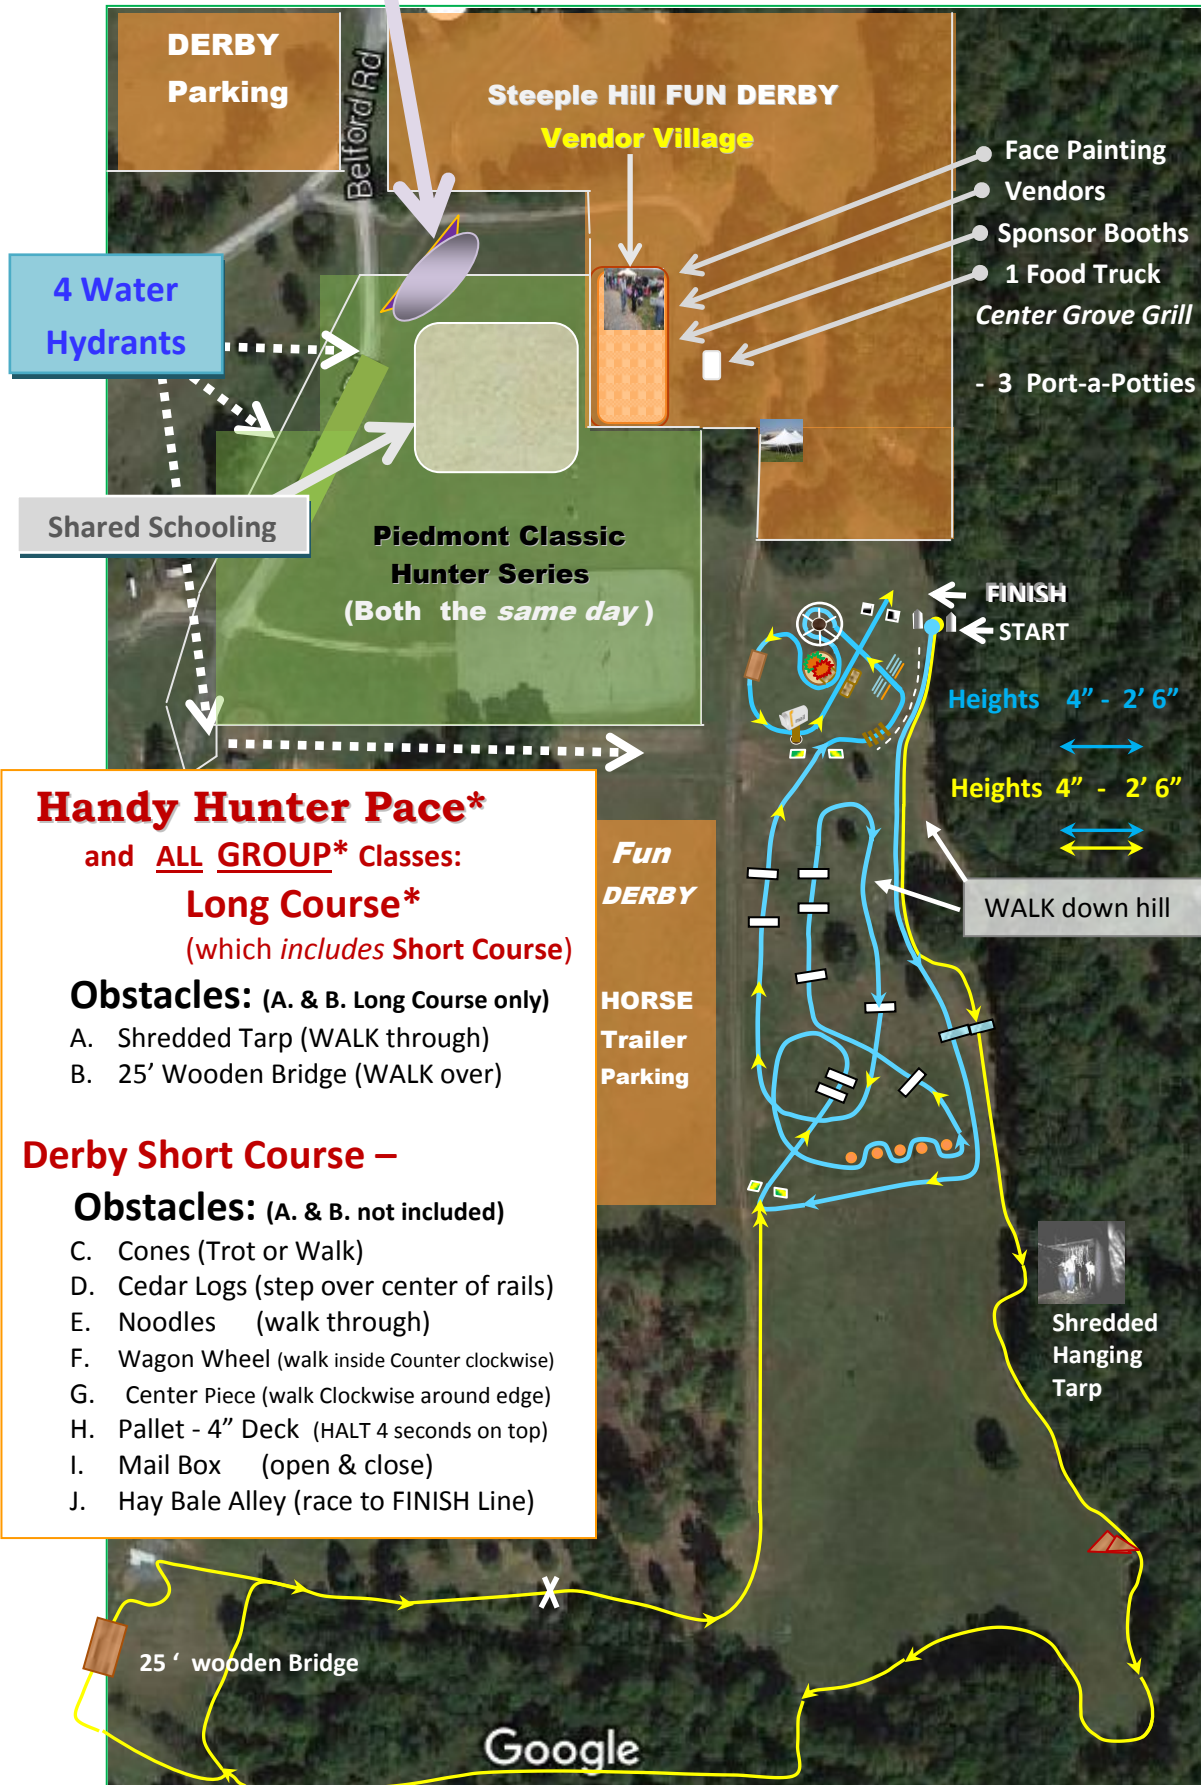 DERBY
Parking
Belford Rd
Steeple Hill FUN DERBY
Vendor Village
Face Painting
Vendors
Sponsor Booths
1 Food Truck
Center Grove Grill
- 3 Port-a-Potties
4 Water
Hydrants
Shared Schooling
Piedmont Classic
Hunter Series
(Both the same day )
FINISH
START
Heights 4” - 2’ 6”
Heights 4” - 2’ 6”
WALK down hill
Handy Hunter Pace*
and ALL GROUP* Classes:
Long Course*
(which includes Short Course)
Obstacles: (A. & B. Long Course only)
A. Shredded Tarp (WALK through)
B. 25’ Wooden Bridge (WALK over)
Derby Short Course –
Obstacles: (A. & B. not included)
C. Cones (Trot or Walk)
D. Cedar Logs (step over center of rails)
E. Noodles (walk through)
F. Wagon Wheel (walk inside Counter clockwise)
G. Center Piece (walk Clockwise around edge)
H. Pallet - 4” Deck (HALT 4 seconds on top)
I. Mail Box (open & close)
J. Hay Bale Alley (race to FINISH Line)
Fun
DERBY
HORSE
Trailer
Parking
Shredded
Hanging
Tarp
X
25 ‘ wooden Bridge
Google